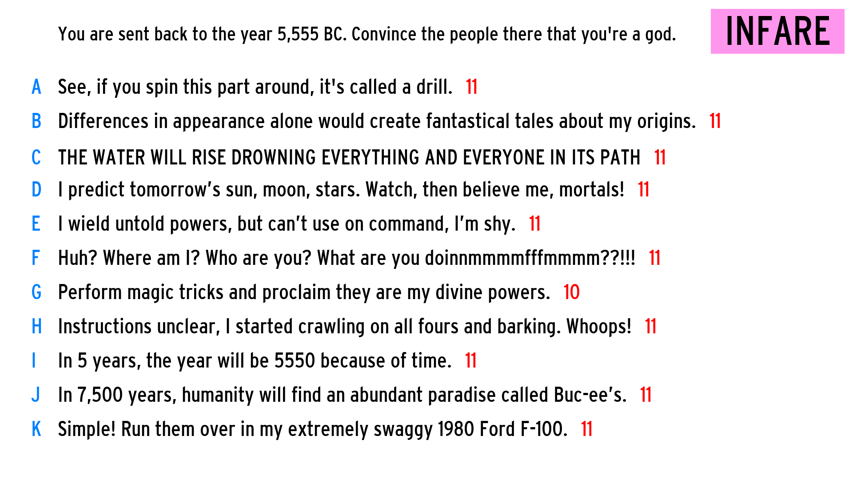 You are sent back to the year 5,555 BC. Convince the people there that you're a god.
INFARE
A See, if you spin this part around, it's called a drill. 11
B Differences in appearance alone would create fantastical tales about my origins. 11
C THE WATER WILL RISE DROWNING EVERYTHING AND EVERYONE IN ITS PATH 11
D I predict tomorrow’s sun, moon, stars. Watch, then believe me, mortals! 11
E I wield untold powers, but can’t use on command, I’m shy. 11
F Huh? Where am I? Who are you? What are you doinnmmmmfffmmmm??!!! 11
G Perform magic tricks and proclaim they are my divine powers. 10
H Instructions unclear, I started crawling on all fours and barking. Whoops! 11
I In 5 years, the year will be 5550 because of time. 11
J In 7,500 years, humanity will find an abundant paradise called Buc-ee’s. 11
K Simple! Run them over in my extremely swaggy 1980 Ford F-100. 11